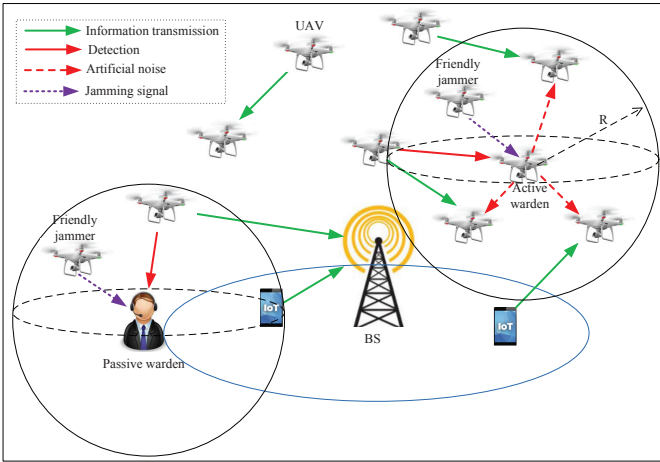 Information transmission
Detection
Artificial noise
Jamming signal
UAV
Friendly
jammer
R
Active
warden
Friendly
jammer
IoT
IoT
BS
Passive warden